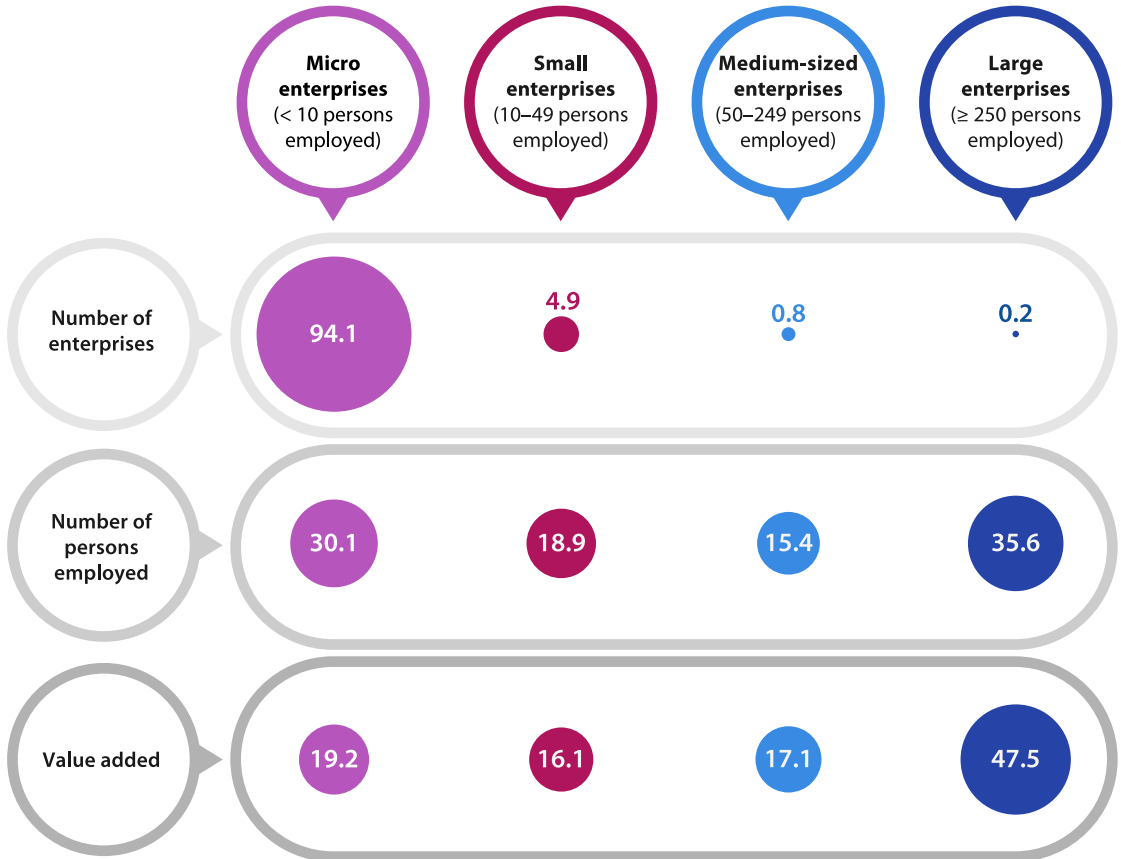 Micro
enterprises
(< 10 persons
employed)
Small
enterprises
(10–49 persons
employed)
Medium-sized
enterprises
(50–249 persons
employed)
Large
enterprises
(≥ 250 persons
employed)
Number of
enterprises
94.1
4.9
0.8
0.2
Number of
persons
employed
30.1
18.9
15.4
35.6
Value added
19.2
16.1
17.1
47.5